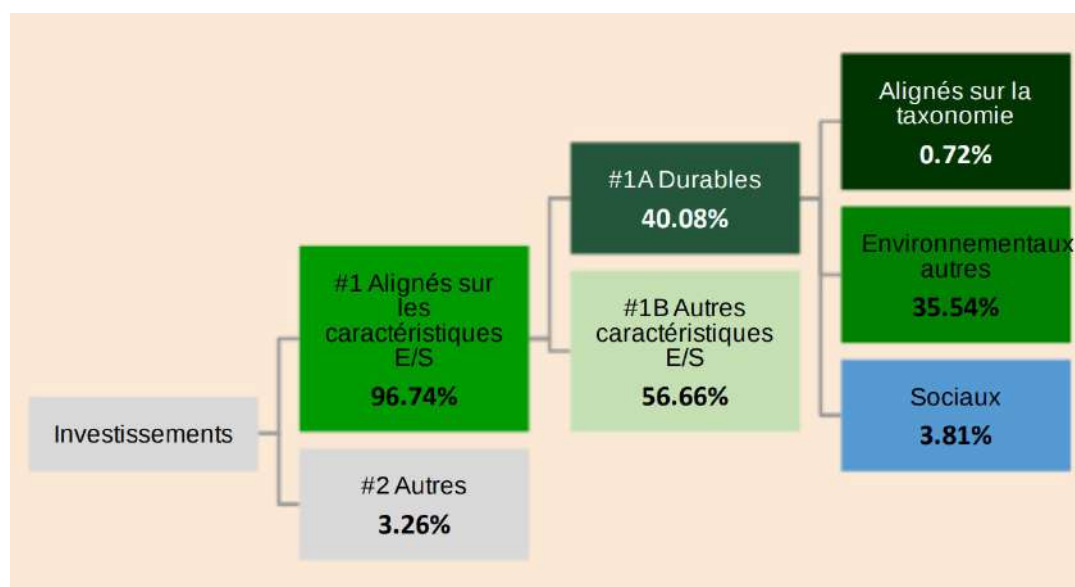 Investissements
#1 Alignés sur
les
caractéristiques
E/S
96.74%
#2 Autres
3.26%
#1A Durables
40.08%
#1B Autres
caractéristiques
E/S
56.66%
Alignés sur la
taxonomie
0.72%
Environnementaux
autres
35.54%
Sociaux
3.81%